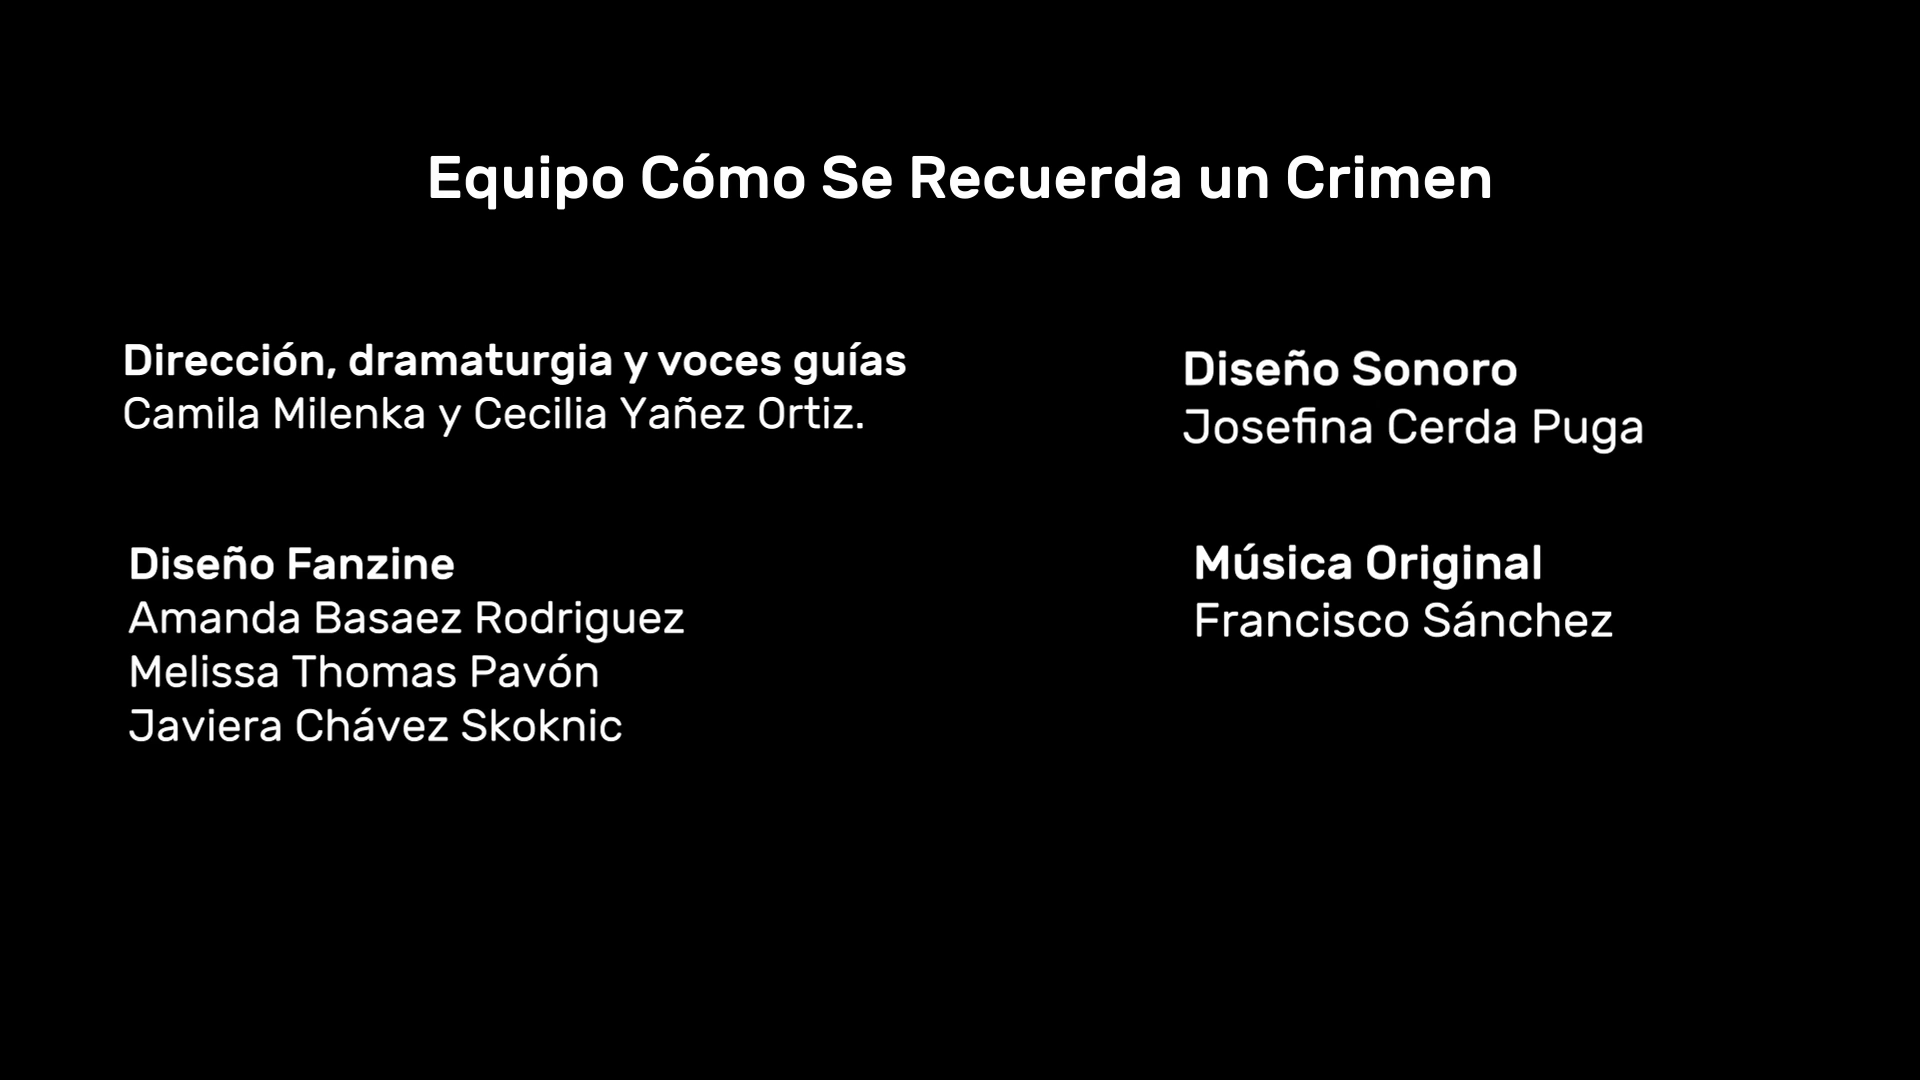 Equipo Cómo Se Recuerda un Crimen
Dirección, dramaturgia y voces guías
Camila Milenka y Cecilia Yañez Ortiz.
Diseño Fanzine
Amanda Basaez Rodriguez
Melissa Thomas Pavón
Javiera Chávez Skoknic
Diseño Sonoro
Josefina Cerda Puga
Música Original
Francisco Sánchez